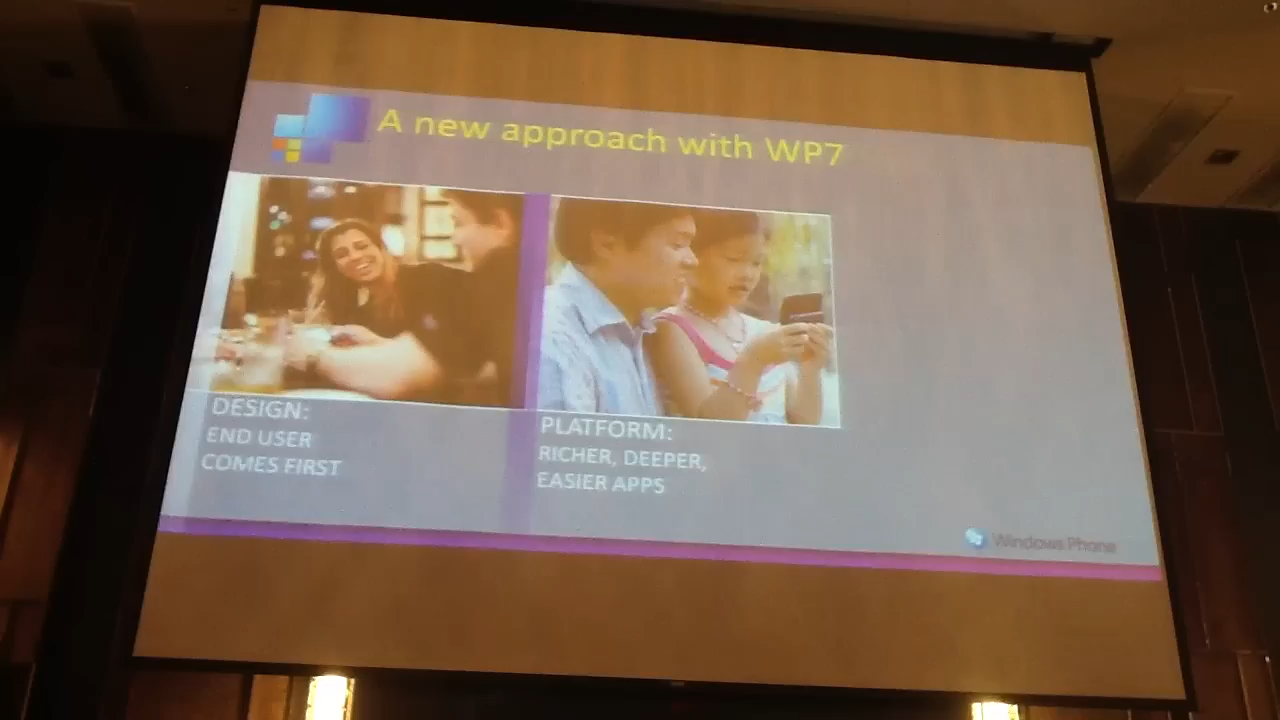 A new approach with WP7
DESIGN:
END USER
COMES FIRST
PLATFORM:
RICHER, DEEPER,
EASIER APPS
Windows Phone